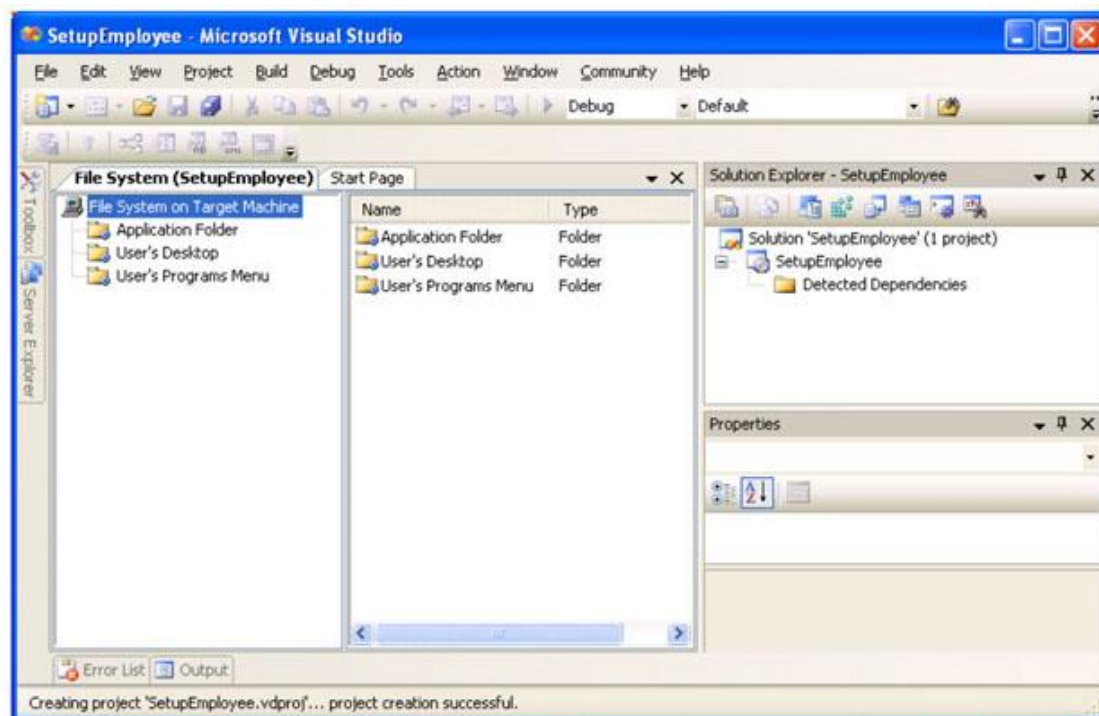 SetupEmployee - Microsoft Visual Studio
File Edit View Project Build Debug Tools Action Window Community Help
Debug Default
Toolbox
Server Explorer
File System (SetupEmployee) Start Page
File System on Target Machine
Application Folder
User's Desktop
User's Programs Menu
Name Type
Application Folder Folder
User's Desktop Folder
User's Programs Menu Folder
Solution Explorer - SetupEmployee
Solution 'SetupEmployee' (1 project)
SetupEmployee
Detected Dependencies
Properties
Error List Output
Creating project 'SetupEmployee.vdproj'... project creation successful.